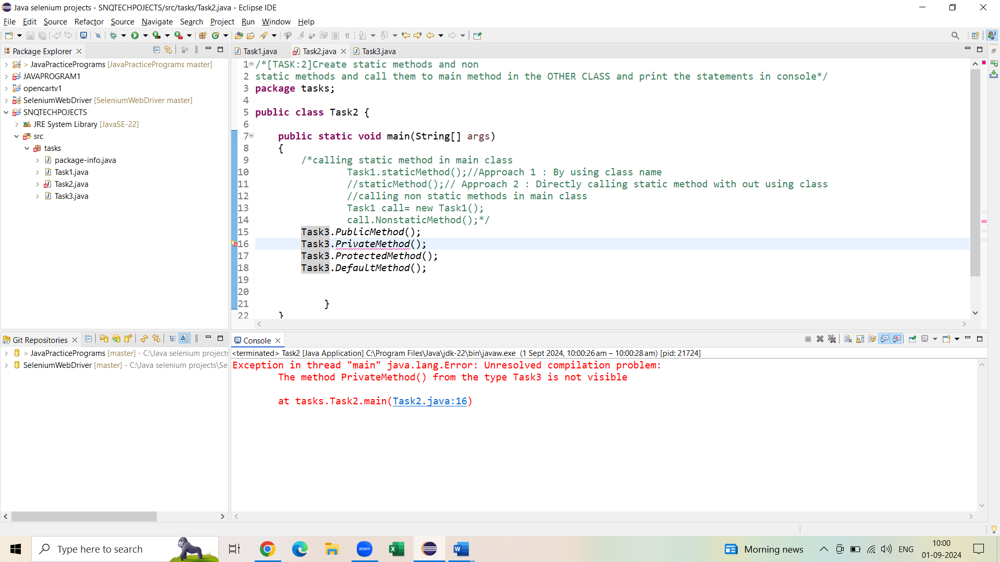 Java selenium projects - SNQTECHPOJECTS/src/tasks/Task2.java - Eclipse IDE
File Edit Source Refactor Source Navigate Search Project Run Window Help
Package Explorer
> JavaPracticePrograms [JavaPracticePrograms master]
JAVAPROGRAM1
opencartv1
SeleniumWebDriver [SeleniumWebDriver master]
SNQTECHPOJECTS
JRE System Library [JavaSE-22]
src
tasks
package-info.java
Task1.java
Task2.java
Task3.java
Task1.java Task2.java Task3.java
1 /*[TASK:2]Create static methods and non
2 static methods and call them to main method in the OTHER CLASS and print the statements in console*/
3 package tasks;
4
5 public class Task2 {
6
7 public static void main(String[] args)
8 {
9 /*calling static method in main class
10 Task1.staticMethod();//Approach 1 : By using class name
11 //staticMethod();// Approach 2 : Directly calling static method with out using class
12 //calling non static methods in main class
13 Task1 call= new Task1();
14 call.NonstaticMethod();*/
15 Task3.PublicMethod();
16 Task3.PrivateMethod();
17 Task3.ProtectedMethod();
18 Task3.DefaultMethod();
19
20
21 }
22 }
Git Repositories
> JavaPracticePrograms [master] - C:\Java selenium projects
SeleniumWebDriver [master] - C:\Java selenium projects\Se
Console
<terminated> Task2 [Java Application] C:\Program Files\Java\jdk-22\bin\javaw.exe (1 Sept 2024, 10:00:26 am – 10:00:28 am) [pid: 21724]
Exception in thread "main" java.lang.Error: Unresolved compilation problem:
The method PrivateMethod() from the type Task3 is not visible
at tasks.Task2.main(Task2.java:16)
Type here to search
zoom
Morning news
ENG
10:00
01-09-2024